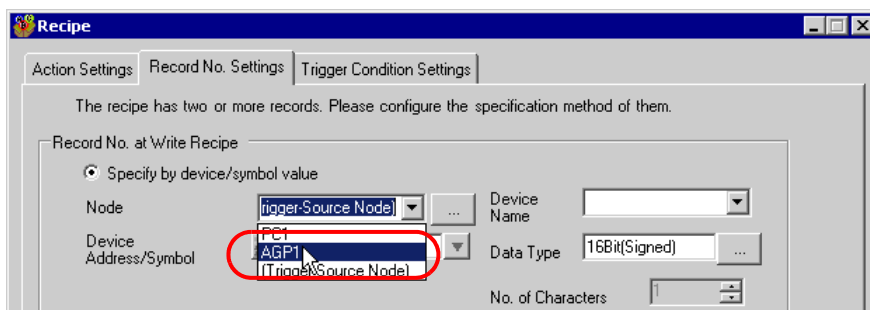 Recipe
Action Settings Record No. Settings Trigger Condition Settings
The recipe has two or more records. Please configure the specification method of them.
Record No. at Write Recipe
Specify by device/symbol value
Node rigger-Source Node) ... Device Name
PC1
AGP1
(Trigger-Source Node)
Device Address/Symbol Data Type 16Bit(Signed) ...
No. of Characters 1